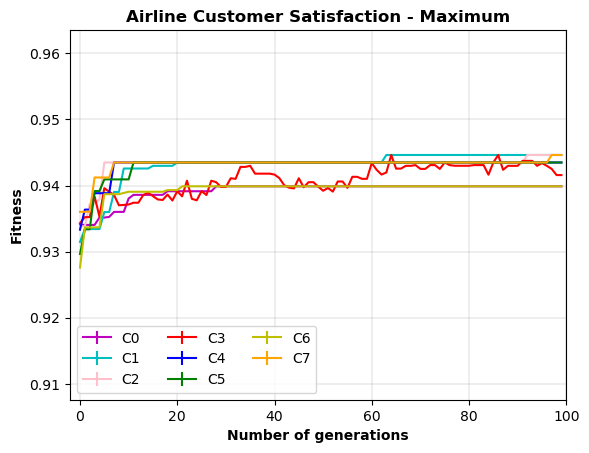 Airline Customer Satisfaction - Maximum
0.96
0.95
0.94
0.93
0.92
0.91
Fitness
C0 C3 C6
C1 C4 C7
C2 C5
0 20 40 60 80 100
Number of generations